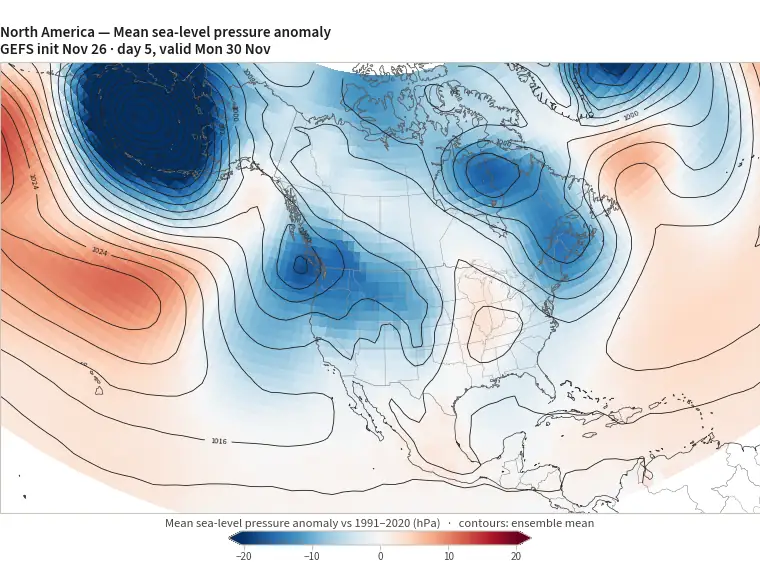 North America — Mean sea-level pressure anomaly
GEFS init Nov 26 · day 5, valid Mon 30 Nov
1000
1024
1024
1016
Mean sea-level pressure anomaly vs 1991–2020 (hPa) · contours: ensemble mean
−20 −10 0 10 20